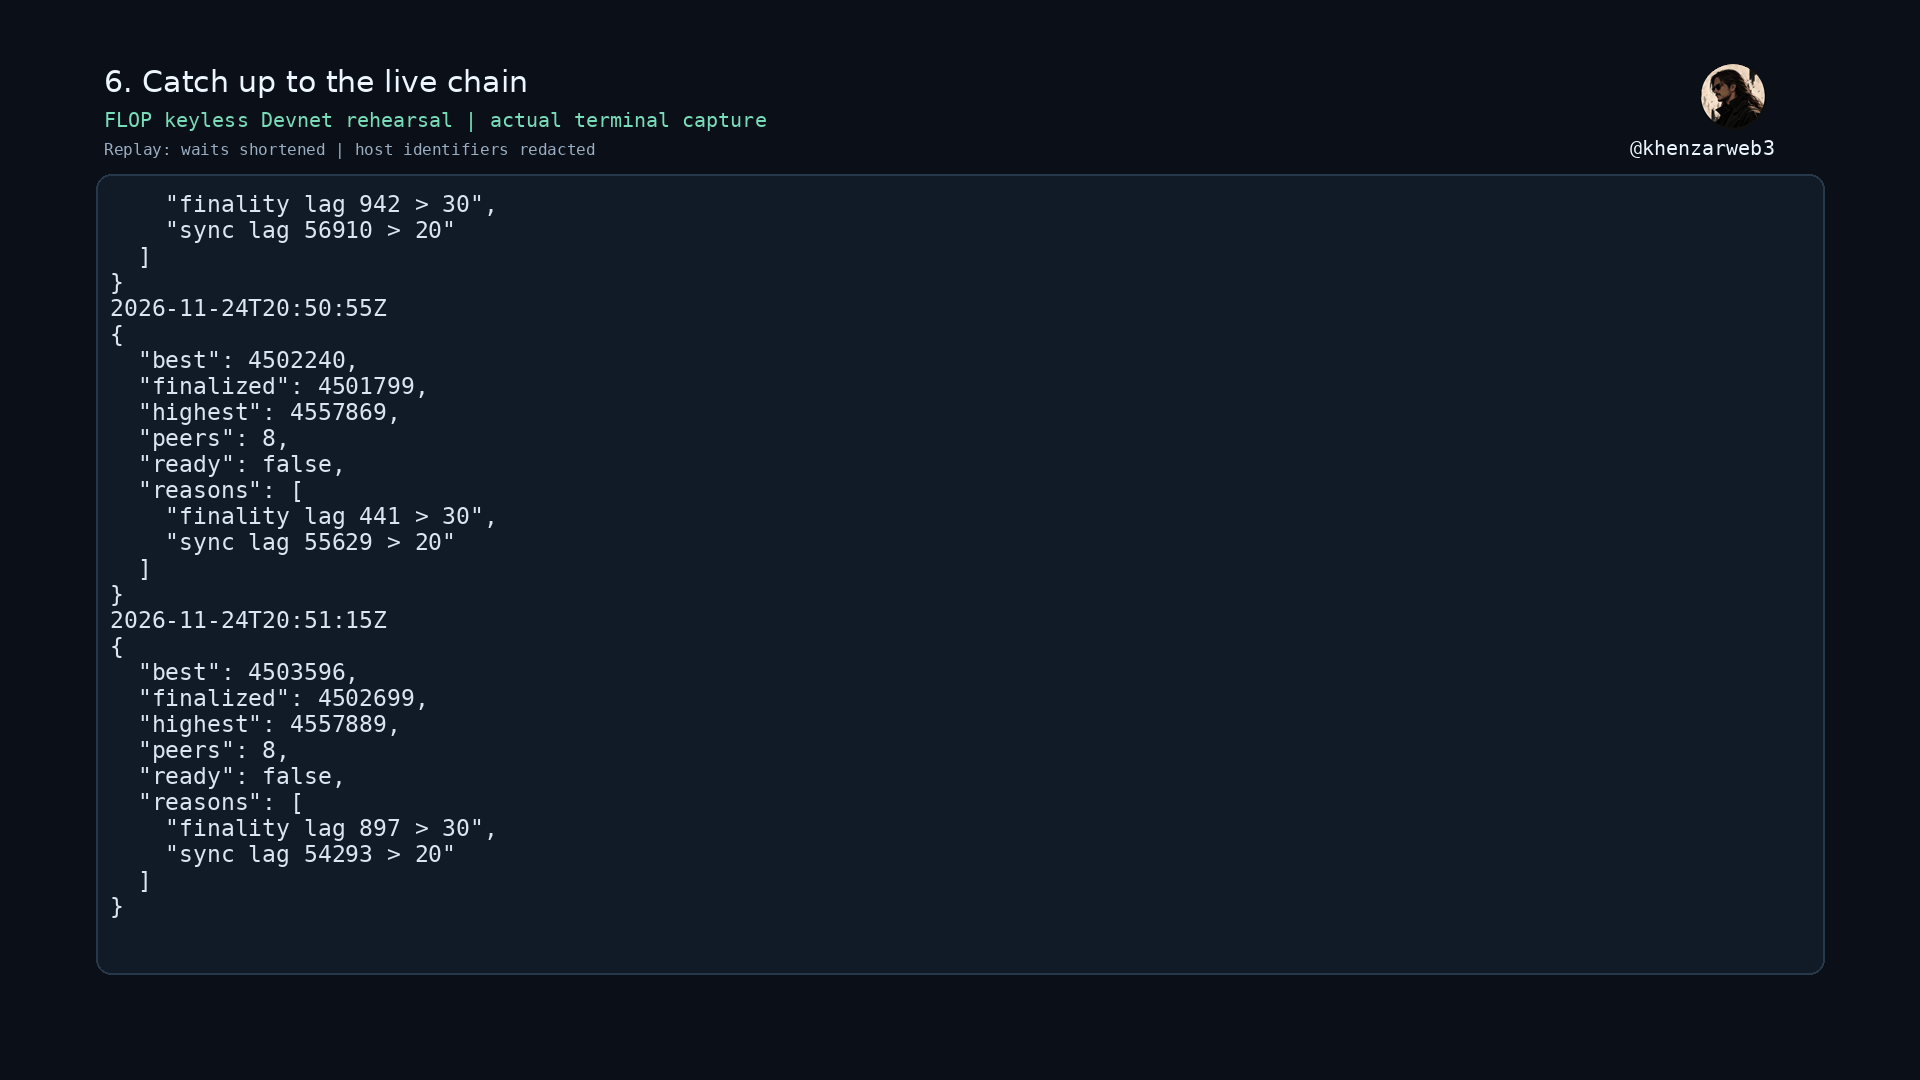 6. Catch up to the live chain
FLOP keyless Devnet rehearsal | actual terminal capture
Replay: waits shortened | host identifiers redacted
@khenzarweb3
    "finality lag 942 > 30",
    "sync lag 56910 > 20"
  ]
}
2026-11-24T20:50:55Z
{
  "best": 4502240,
  "finalized": 4501799,
  "highest": 4557869,
  "peers": 8,
  "ready": false,
  "reasons": [
    "finality lag 441 > 30",
    "sync lag 55629 > 20"
  ]
}
2026-11-24T20:51:15Z
{
  "best": 4503596,
  "finalized": 4502699,
  "highest": 4557889,
  "peers": 8,
  "ready": false,
  "reasons": [
    "finality lag 897 > 30",
    "sync lag 54293 > 20"
  ]
}